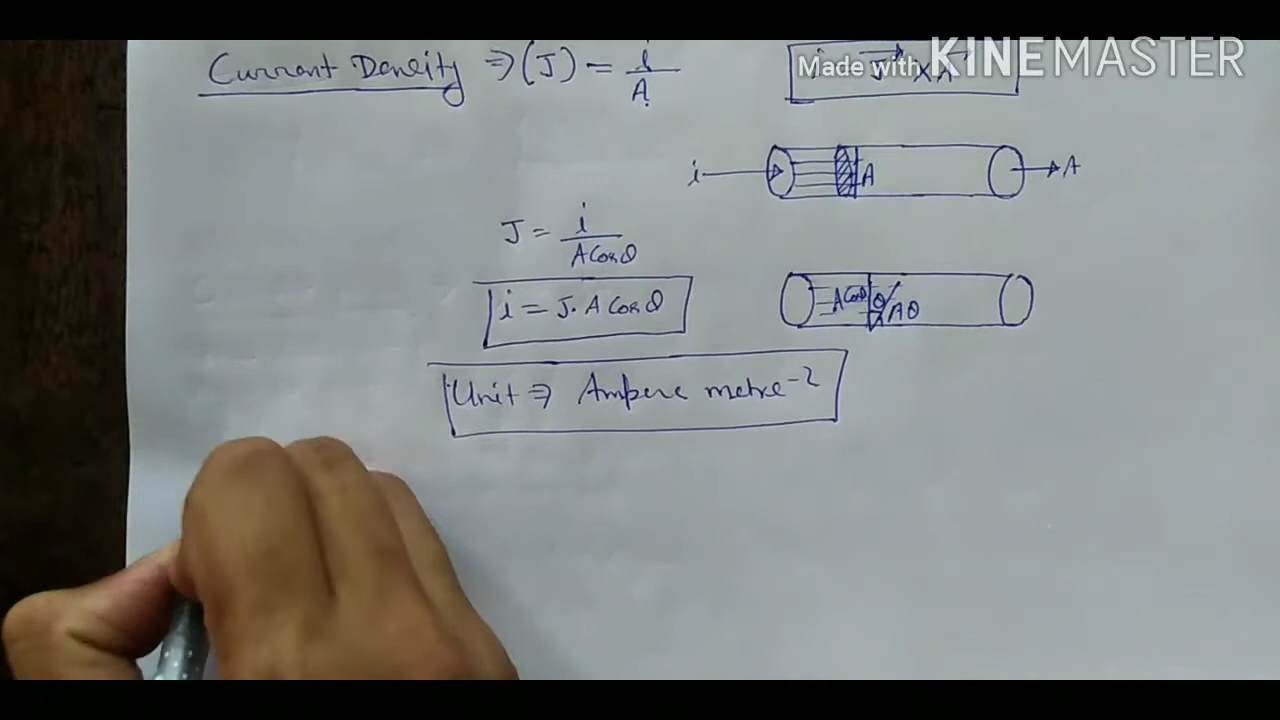 Current Density ⇒ (J) = i/A
Made with KINEMASTER
i
A
A
J = i/(A Cos θ)
i = J. A Cos θ
A Cos θ θ A θ
Unit ⇒ Ampere metre⁻²